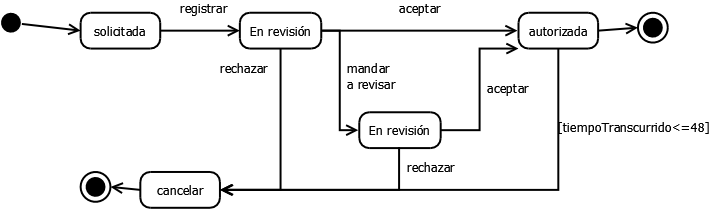 registrar
aceptar
solicitada
En revisión
autorizada
rechazar
mandar
a revisar
aceptar
En revisión
[tiempoTranscurrido<=48]
rechazar
cancelar